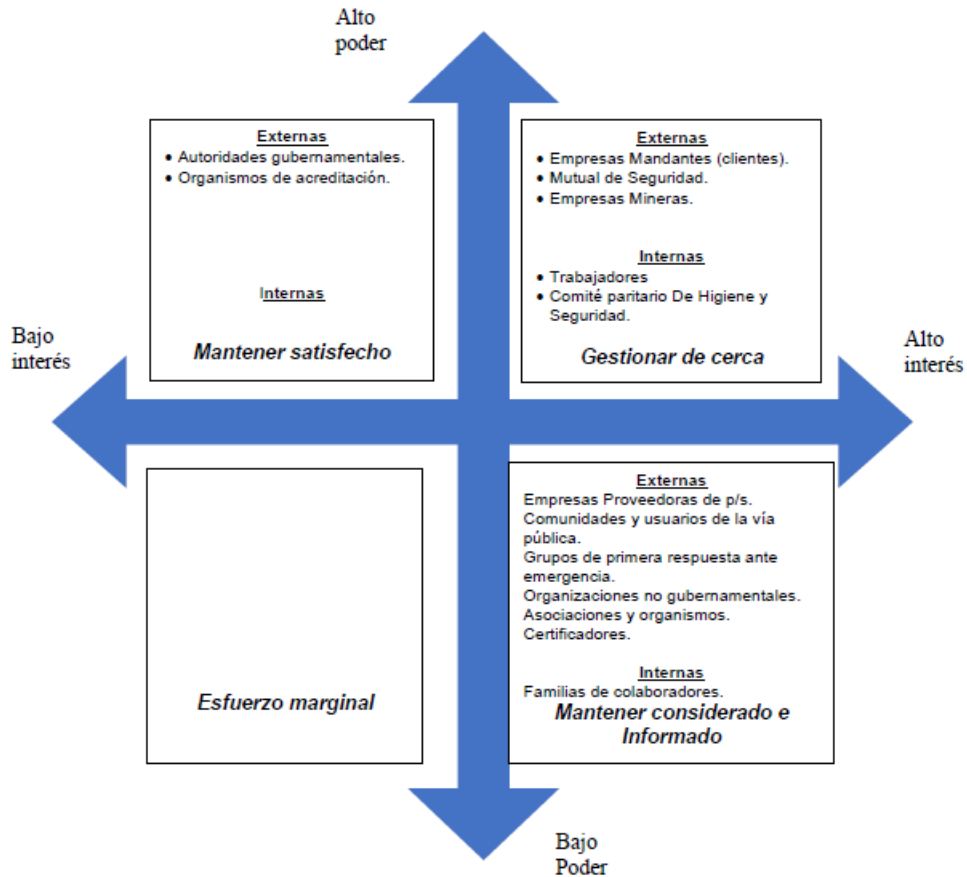 Alto
poder
Externas
• Autoridades gubernamentales.
• Organismos de acreditación.
Internas
Mantener satisfecho
Externas
• Empresas Mandantes (clientes).
• Mutual de Seguridad.
• Empresas Mineras.
Internas
• Trabajadores
• Comité paritario De Higiene y
Seguridad.
Gestionar de cerca
Bajo
interés
Alto
interés
Esfuerzo marginal
Externas
Empresas Proveedoras de p/s.
Comunidades y usuarios de la vía
pública.
Grupos de primera respuesta ante
emergencia.
Organizaciones no gubernamentales.
Asociaciones y organismos.
Certificadores.
Internas
Familias de colaboradores.
Mantener considerado e
Informado
Bajo
Poder